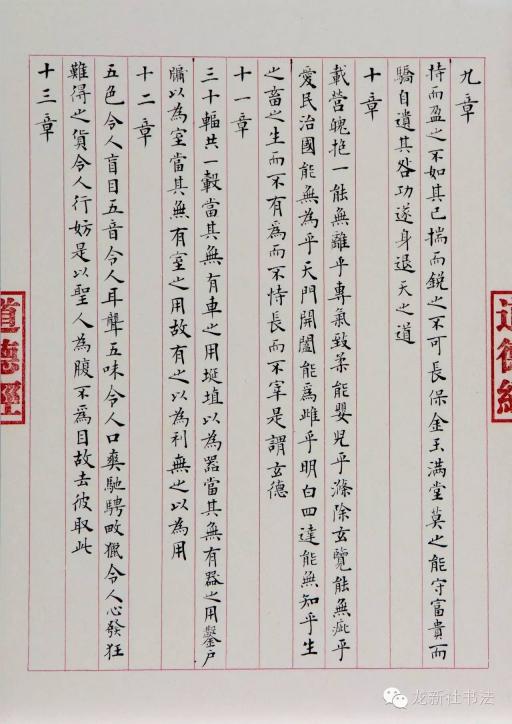 九章
持而盈之不如其已揣而銳之不可長保金玉滿堂莫之能守富貴而
驕自遺其咎功遂身退天之道
十章
載營魄抱一能無離乎專氣致柔能嬰兒乎滌除玄覽能無疵乎
愛民治國能無為乎天門開闔能為雌乎明白四達能無知乎生
之畜之生而不有為而不恃長而不宰是謂玄德
十一章
三十輻共一轂當其無有車之用埏埴以為器當其無有器之用鑿戶
牖以為室當其無有室之用故有之以為利無之以為用
十二章
五色令人盲目五音令人耳聾五味令人口爽馳騁畋獵令人心發狂
難得之貨令人行妨是以聖人為腹不為目故去彼取此
十三章
道德經
道德經
龙新社书法